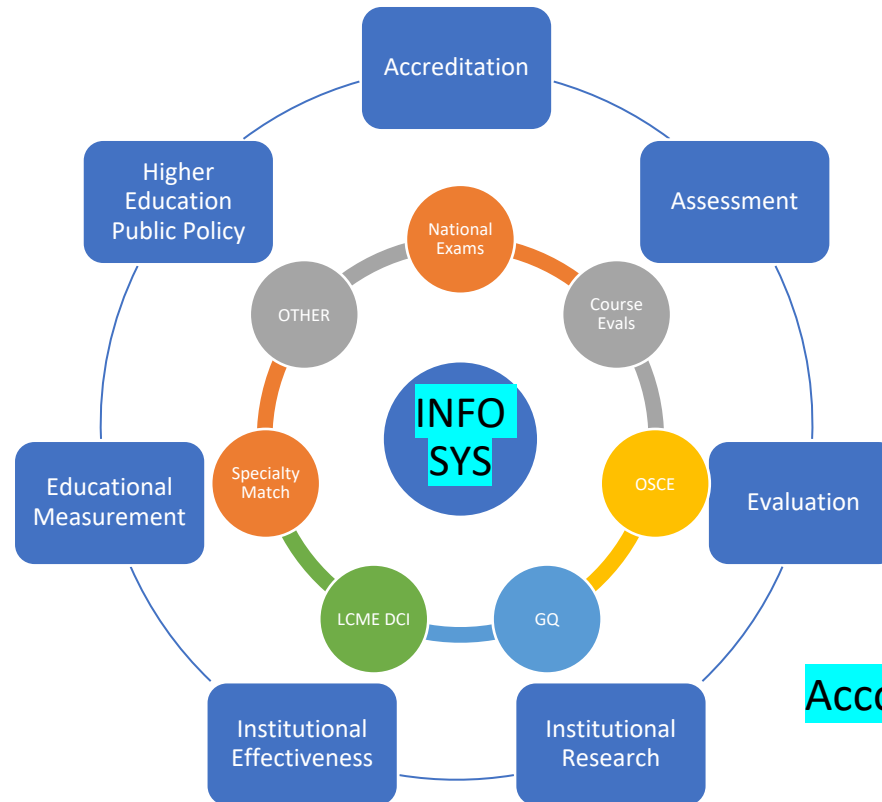 Accreditation
Higher
Education
Public Policy
Assessment
National
Exams
Course
Evals
OTHER
INFO
SYS
Specialty
Match
OSCE
Educational
Measurement
Evaluation
LCME DCI
GQ
Institutional
Effectiveness
Institutional
Research